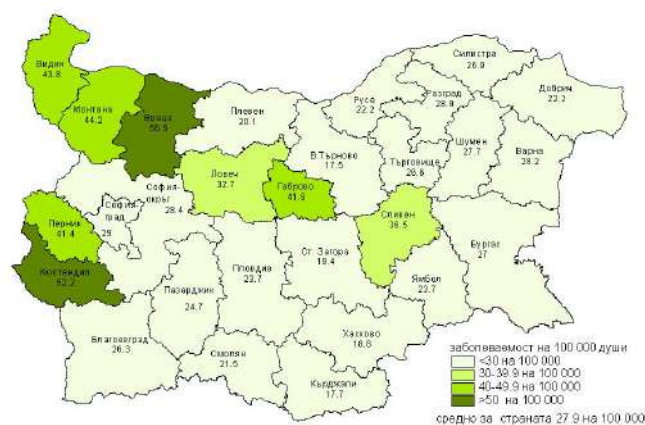 Видин
43.8
Монтана
44.2
Враца
Плевен
20.1
Русе
22.2
Силистра
26.9
Разград
28.9
Добрич
22.2
Шумен
27.7
Варна
28.2
Търговище
26.6
В.Търново
17.5
Ловеч
32.7
Габрово
41.9
София-
окръг
28.4
София-
град
29
Перник
41.4
Кюстендил
52.2
Сливен
38.5
Бургас
27
Ст. Загора
18.4
Ямбол
23.7
Пловдив
23.7
Пазарджик
24.7
Хасково
18.8
Благоевград
26.3
Смолян
21.5
Кърджали
17.7
заболеваемост на 100 000 души
<30 на 100 000
30-39.9 на 100 000
40-49.9 на 100 000
>50 на 100 000
средно за страната 27.9 на 100 000